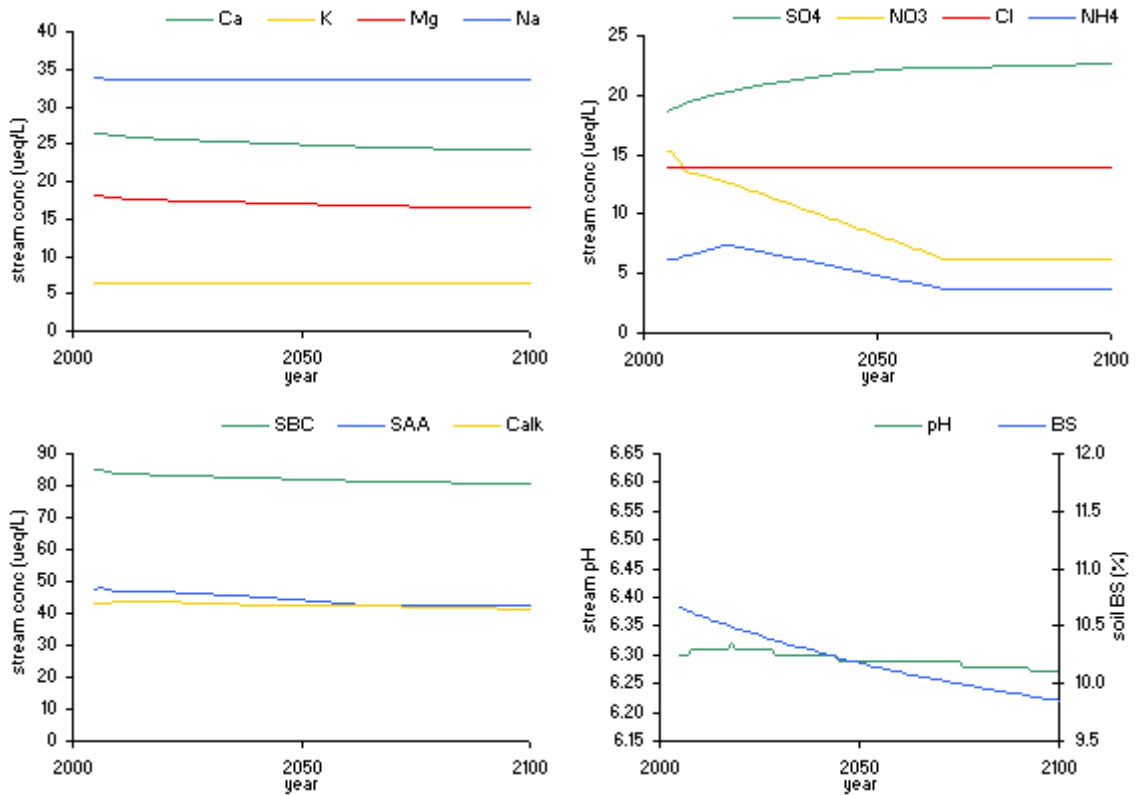 Ca K Mg Na
40
35
30
25
20
15
10
5
0
stream conc (ueq/L)
2000 2050 2100
year
SO4 NO3 Cl NH4
25
20
15
10
5
0
stream conc (ueq/L)
2000 2050 2100
year
SBC SAA Calk
90
80
70
60
50
40
30
20
10
0
stream conc (ueq/L)
2000 2050 2100
year
pH BS
6.65
6.60
6.55
6.50
6.45
6.40
6.35
6.30
6.25
6.20
6.15
stream pH
12.0
11.5
11.0
10.5
10.0
9.5
soil BS (%)
2000 2050 2100
year